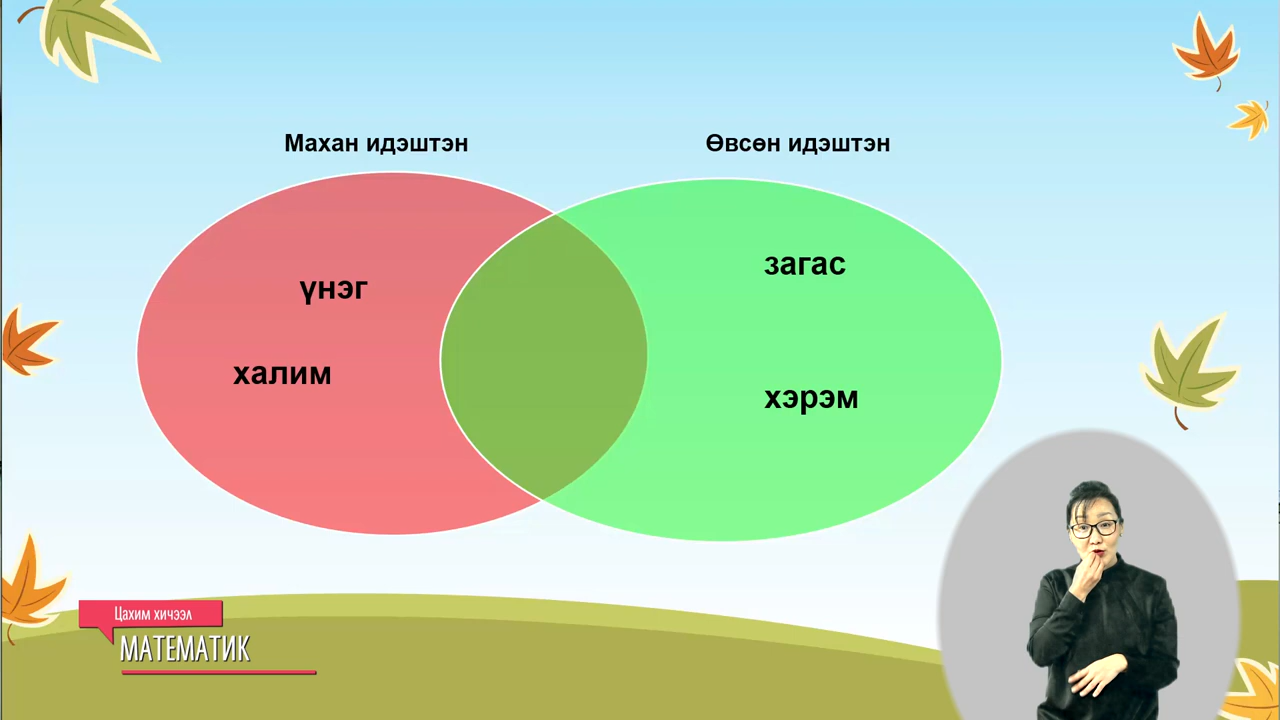 Махан идэштэн
Өвсөн идэштэн
үнэг
загас
халим
хэрэм
Цахим хичээл
МАТЕМАТИК